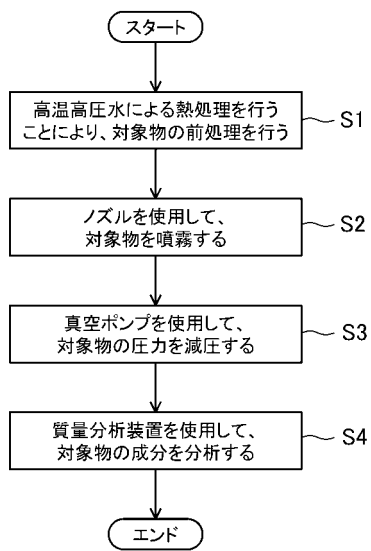 スタート
高温高圧水による熱処理を行う
ことにより、対象物の前処理を行う
S1
ノズルを使用して、
対象物を噴霧する
S2
真空ポンプを使用して、
対象物の圧力を減圧する
S3
質量分析装置を使用して、
対象物の成分を分析する
S4
エンド